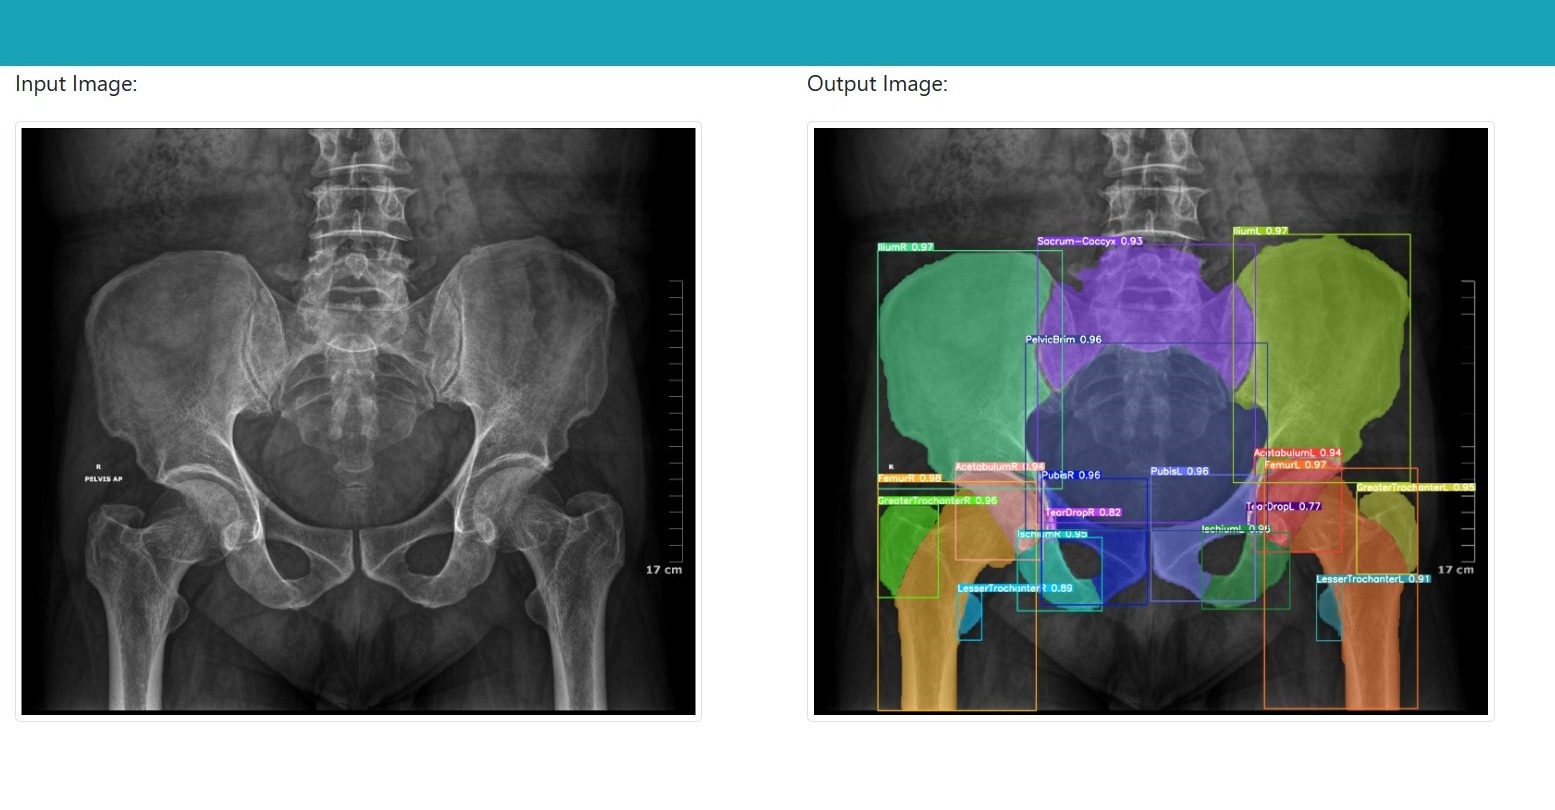 Input Image:
Output Image:
R
PELVIS AP
17 cm
IliumR 0.97
Sacrum-Coccyx 0.93
IliumL 0.97
PelvicBrim 0.96
AcetabulumL 0.94
AcetabulumR 0.94
FemurL 0.97
R
FemurR 0.98
PubisR 0.96
PubisL 0.96
GreaterTrochanterL 0.95
GreaterTrochanterR 0.96
TearDropR 0.82
TearDropL 0.77
IschiumR 0.95
IschiumL 0.96
17 cm
LesserTrochanterR 0.89
LesserTrochanterL 0.91